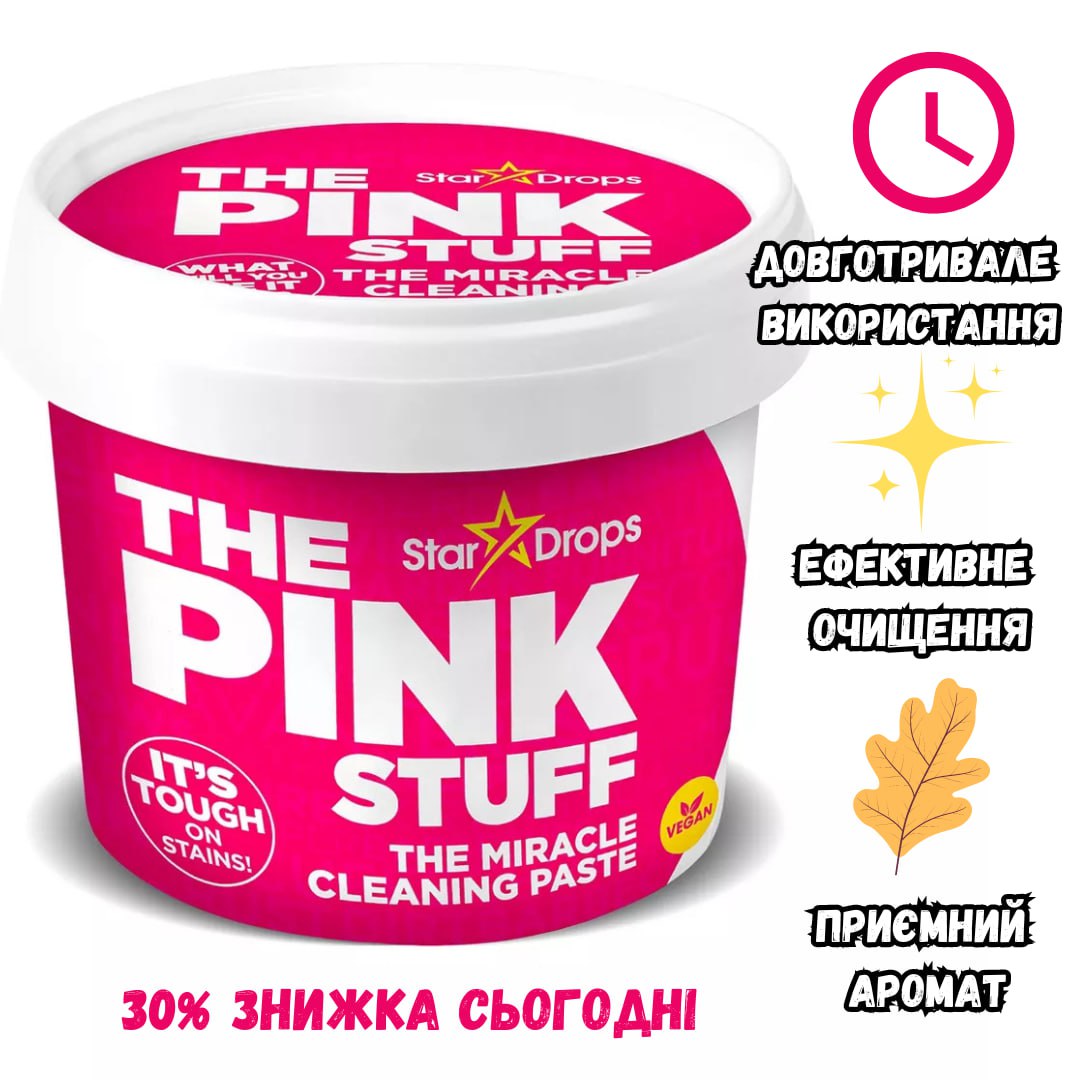 THE
Star Drops
PINK
STUFF
WHAT
THE MIRACLE
THE
Star Drops
PINK
STUFF
IT'S
TOUGH
ON
STAINS!
THE MIRACLE
CLEANING PASTE
VEGAN
ДОВГОТРИВАЛЕ
ВИКОРИСТАННЯ
ЕФЕКТИВНЕ
ОЧИЩЕННЯ
ПРИЄМНИЙ
АРОМАТ
30% ЗНИЖКА СЬОГОДНІ